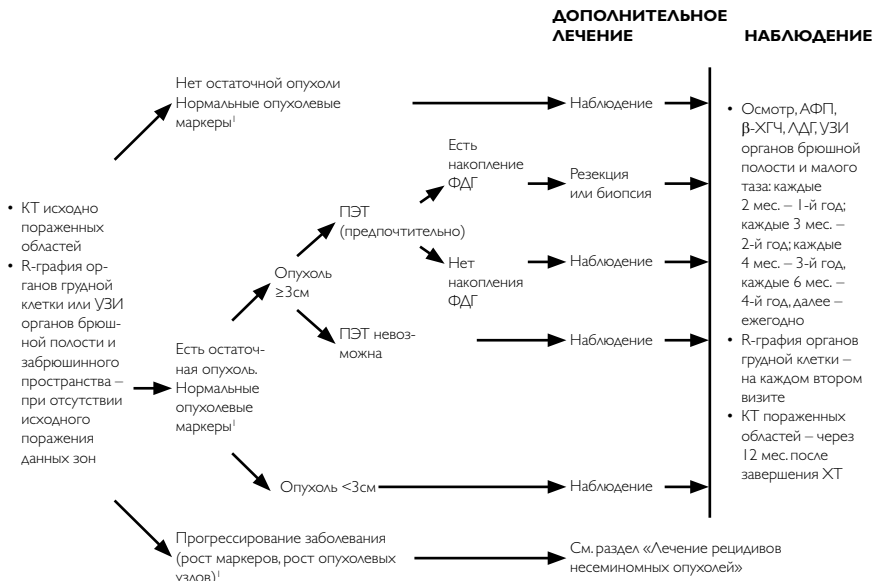 ДОПОЛНИТЕЛЬНОЕ
ЛЕЧЕНИЕ
НАБЛЮДЕНИЕ
• КТ исходно
пораженных
областей
• R-графия ор-
ганов грудной
клетки или УЗИ
органов брюш-
ной полости и
забрюшинного
пространства –
при отсутствии
исходного
поражения
данных зон
Нет остаточной опухоли
Нормальные опухолевые
маркеры¹
Наблюдение
Есть остаточ-
ная опухоль.
Нормальные
опухолевые
маркеры¹
Опухоль
≥3см
ПЭТ
(предпочтительно)
Есть
накопление
ФДГ
Резекция
или биопсия
Нет
накопления
ФДГ
Наблюдение
ПЭТ невоз-
можна
Наблюдение
Опухоль <3см
Наблюдение
Прогрессирование заболевания
(рост маркеров, рост опухолевых
узлов)¹
См. раздел «Лечение рецидивов
несеминомных опухолей»
• Осмотр, АФП,
β-ХГЧ, ЛДГ, УЗИ
органов брюшной
полости и малого
таза: каждые
2 мес. – 1-й год;
каждые 3 мес. –
2-й год; каждые
4 мес. – 3-й год,
каждые 6 мес. –
4-й год, далее –
ежегодно
• R-графия органов
грудной клетки –
на каждом втором
визите
• КТ пораженных
областей – через
12 мес. после
завершения ХТ